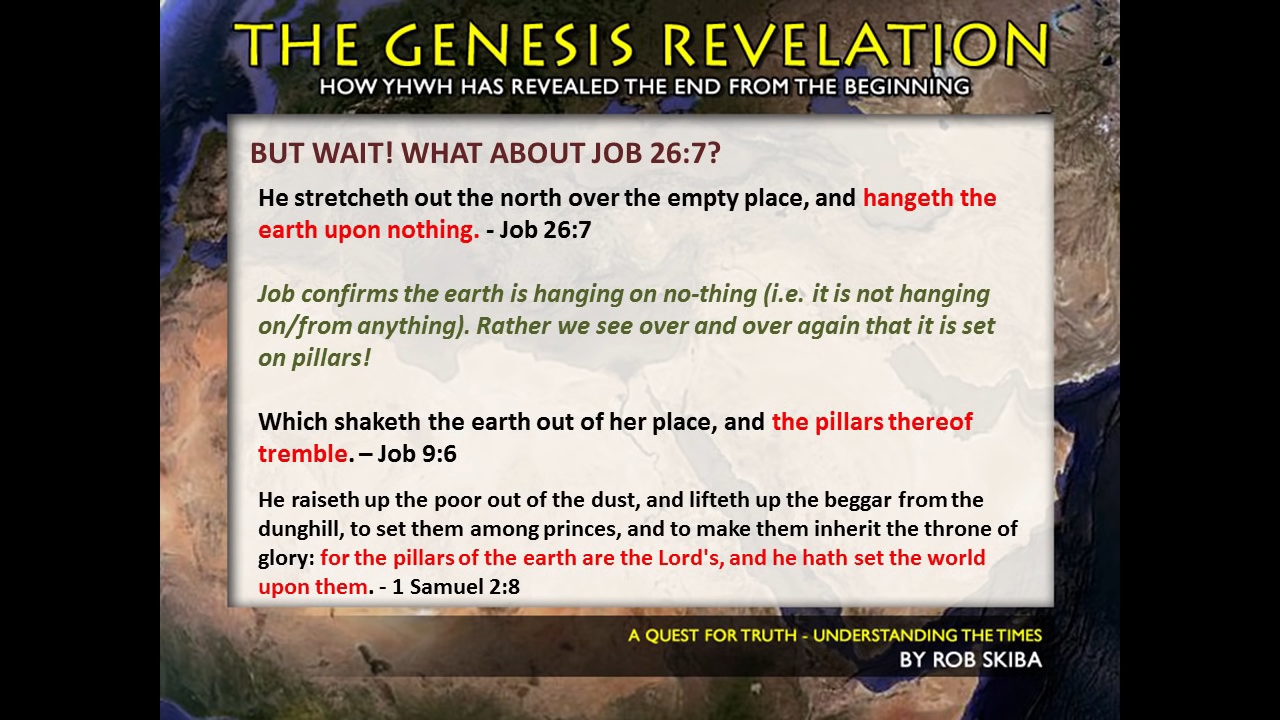 THE GENESIS REVELATION
HOW YHWH HAS REVEALED THE END FROM THE BEGINNING
BUT WAIT! WHAT ABOUT JOB 26:7?
He stretcheth out the north over the empty place, and hangeth the
earth upon nothing. - Job 26:7
Job confirms the earth is hanging on no-thing (i.e. it is not hanging
on/from anything). Rather we see over and over again that it is set
on pillars!
Which shaketh the earth out of her place, and the pillars thereof
tremble. – Job 9:6
He raiseth up the poor out of the dust, and lifteth up the beggar from the
dunghill, to set them among princes, and to make them inherit the throne of
glory: for the pillars of the earth are the Lord's, and he hath set the world
upon them. - 1 Samuel 2:8
A QUEST FOR TRUTH - UNDERSTANDING THE TIMES
BY ROB SKIBA